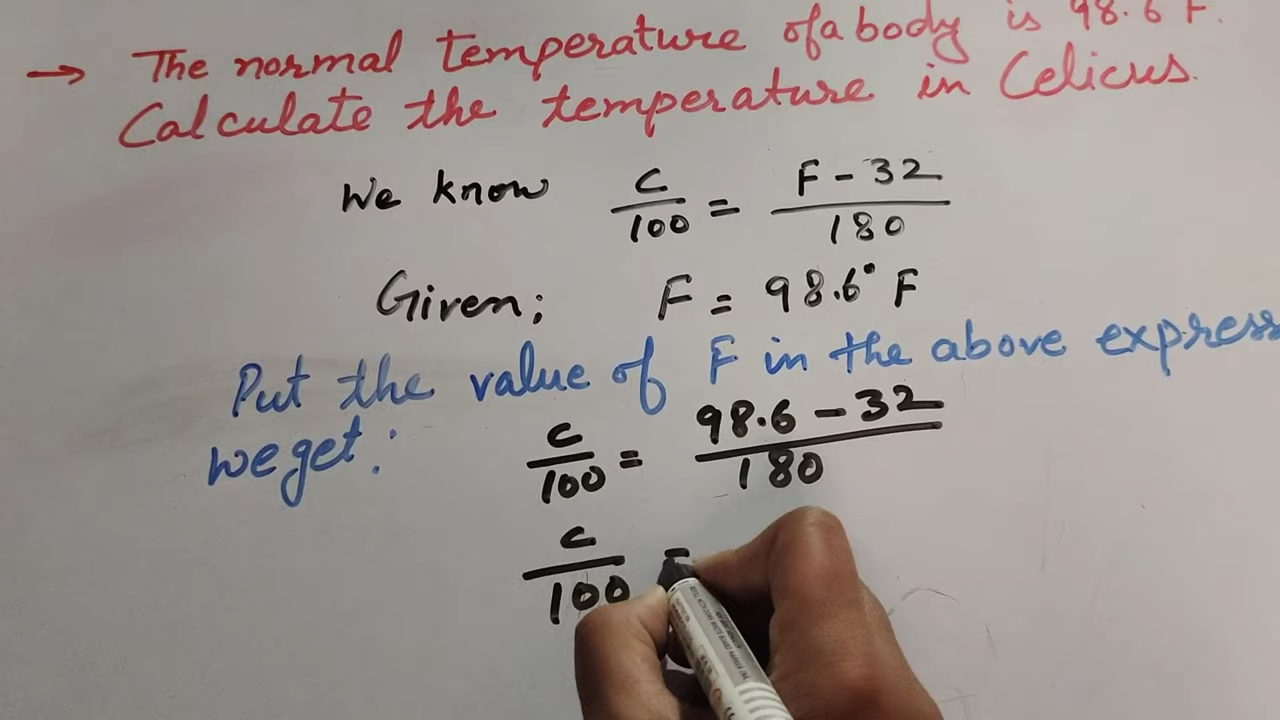 → The normal temperature of a body is 98.6 F.
Calculate the temperature in Celicus.
We know C/100 = F - 32/180
Given; F = 98.6° F
Put the value of F in the above express
we get: C/100 = 98.6 - 32/180
C/100 =